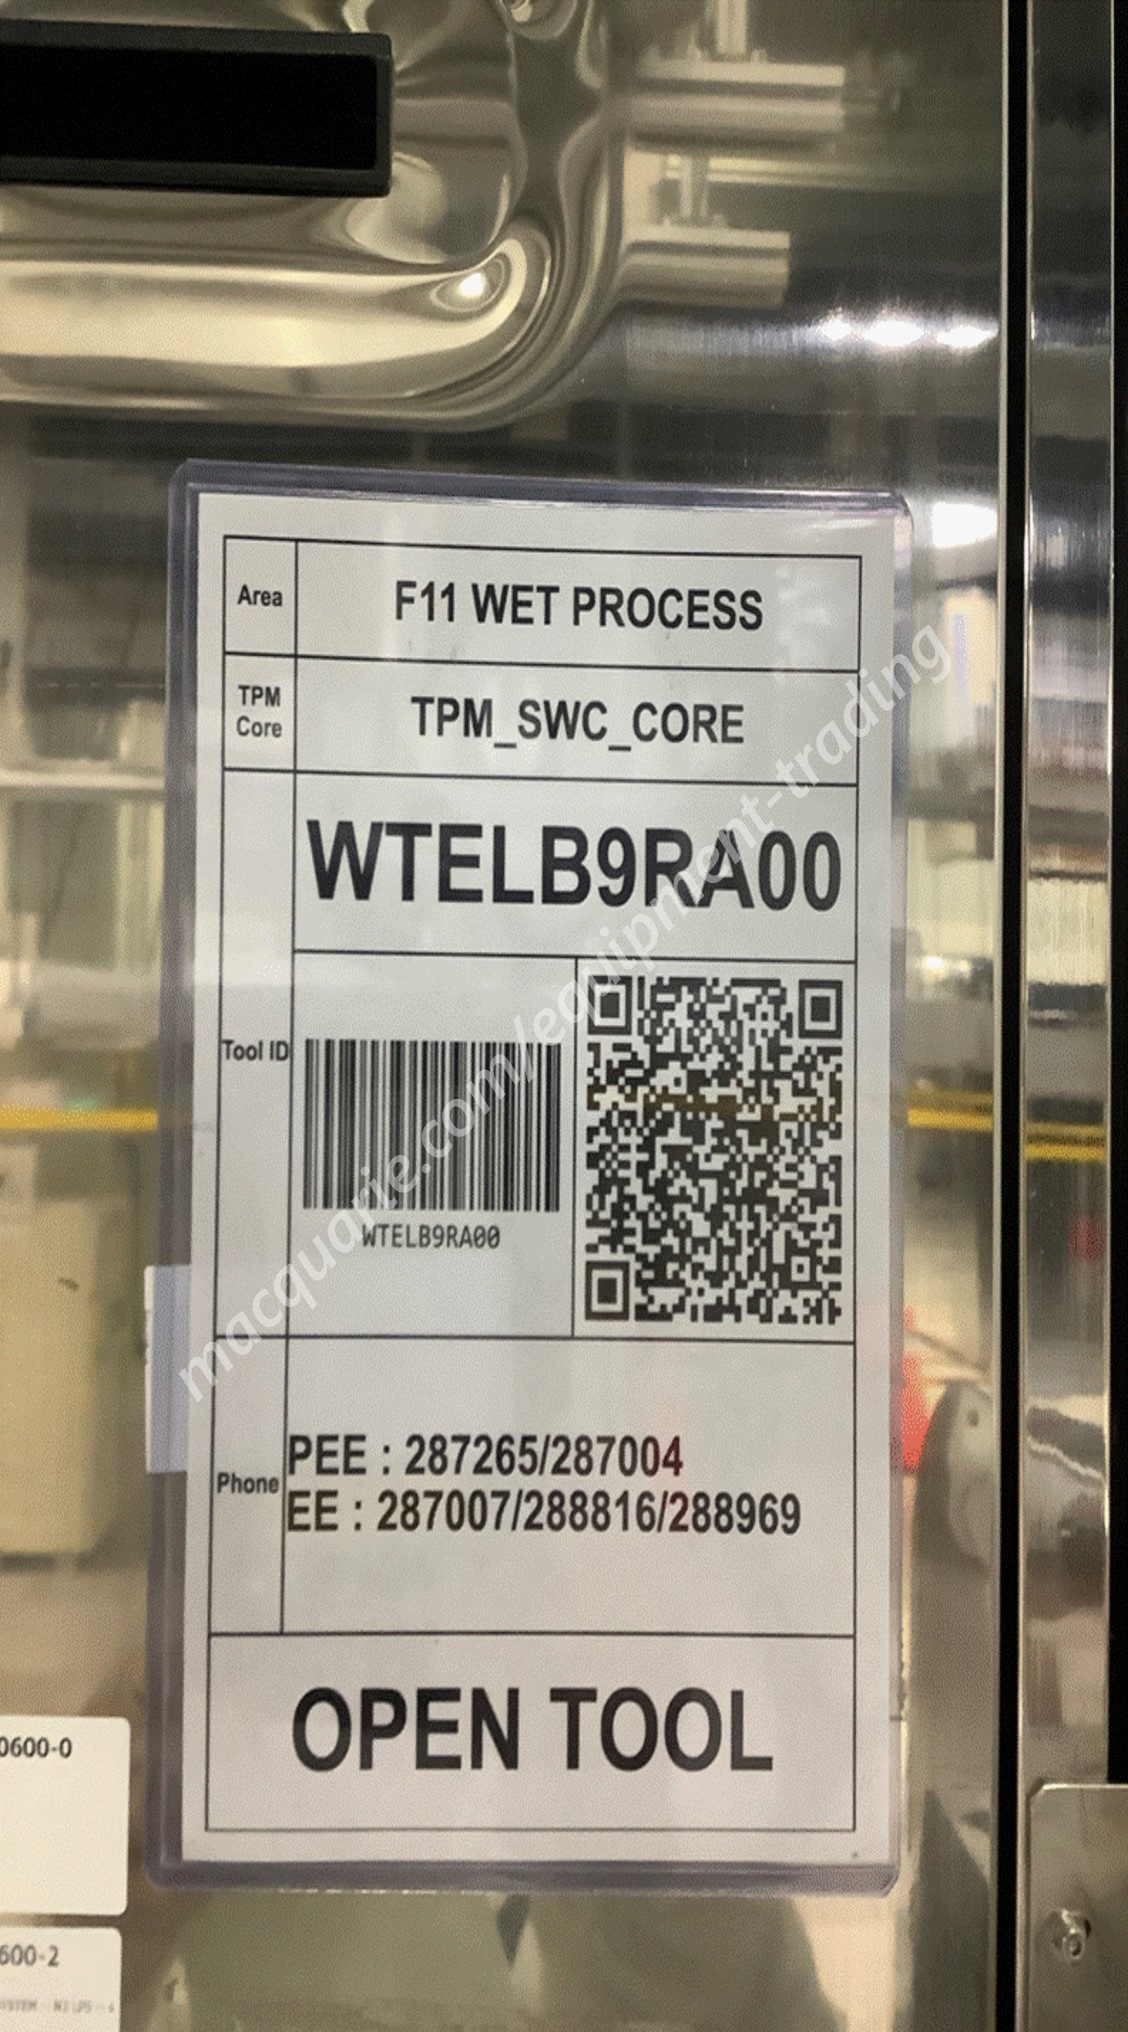 Area
F11 WET PROCESS
TPM
Core
TPM_SWC_CORE
WTELB9RA00
Tool ID
WTELB9RA00
Phone
PEE : 287265/287004
EE : 287007/288816/288969
OPEN TOOL
0600-0
600-2
macquarie.com/equipment-trading